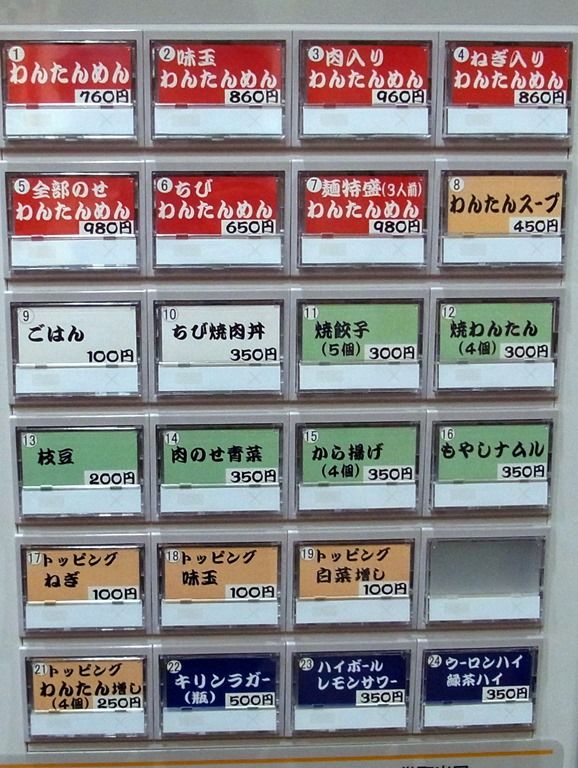 1
わんたんめん
760円
2
味玉
わんたんめん
860円
3
肉入り
わんたんめん
960円
4
ねぎ入り
わんたんめん
860円
5
全部のせ
わんたんめん
980円
6
ちび
わんたんめん
650円
7
麺特盛(3人前)
わんたんめん
980円
8
わんたんスープ
450円
9
ごはん
100円
10
ちび焼肉丼
350円
11
焼餃子
(5個) 300円
12
焼わんたん
(4個) 300円
13
枝豆
200円
14
肉のせ青菜
350円
15
から揚げ
(4個) 350円
16
もやしナムル
350円
17 トッピング
ねぎ
100円
18 トッピング
味玉
100円
19 トッピング
白菜増し
100円
21 トッピング
わんたん増し
(4個) 250円
22
キリンラガー
(瓶) 500円
23 ハイボール
レモンサワー
350円
24 ウーロンハイ
緑茶ハイ
350円